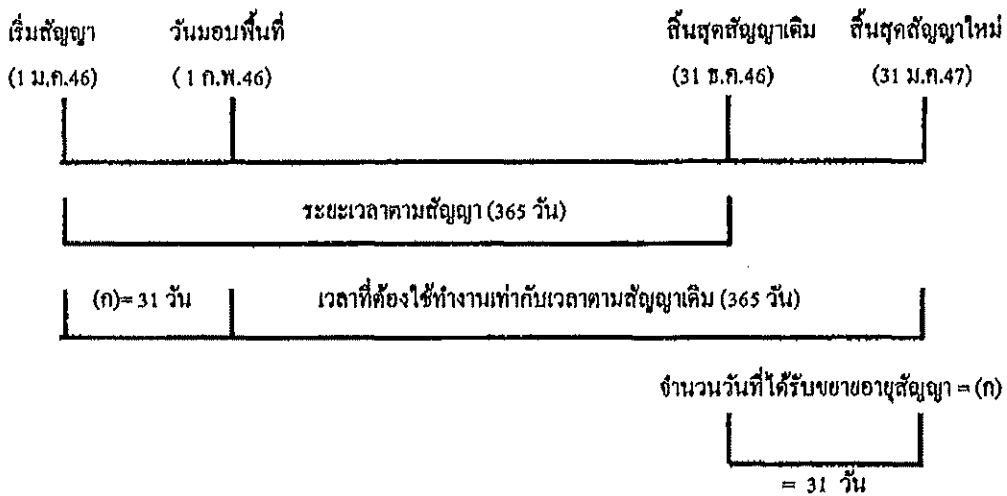 เริ่มสัญญา วันมอบพื้นที่ สิ้นสุดสัญญาเดิม สิ้นสุดสัญญาใหม่
(1 ม.ค.46) (1 ก.พ.46) (31 ธ.ค.46) (31 ม.ค.47)
ระยะเวลาตามสัญญา (365 วัน)
(ก)= 31 วัน เวลาที่ต้องใช้ทำงานเท่ากับเวลาตามสัญญาเดิม (365 วัน)
จำนวนวันที่ได้รับขยายอายุสัญญา = (ก)
= 31 วัน